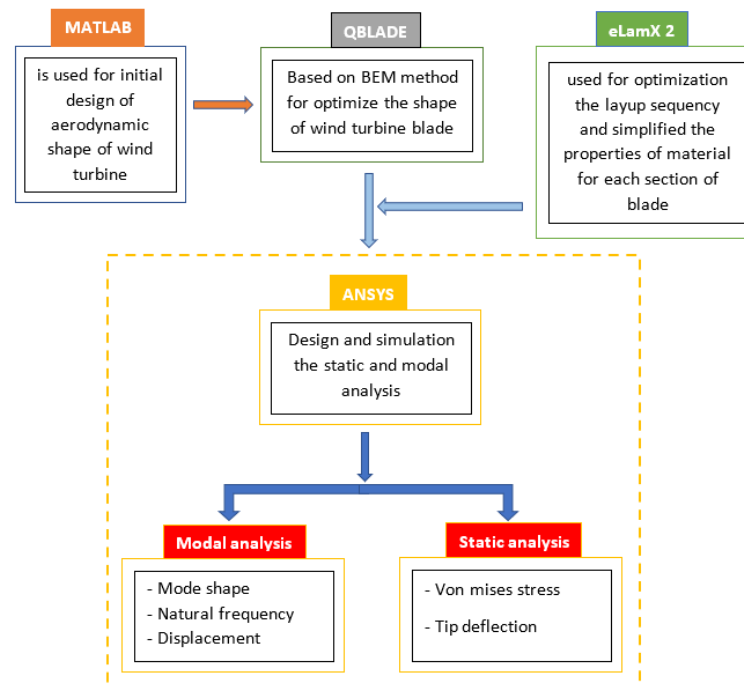 MATLAB
is used for initial
design of
aerodynamic
shape of wind
turbine
QBLADE
Based on BEM method
for optimize the shape
of wind turbine blade
eLamX 2
used for optimization
the layup sequency
and simplified the
properties of material
for each section of
blade
ANSYS
Design and simulation
the static and modal
analysis
Modal analysis
- Mode shape
- Natural frequency
- Displacement
Static analysis
- Von mises stress
- Tip deflection